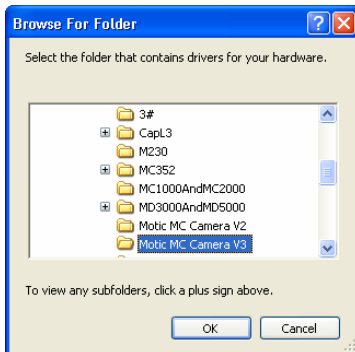 Browse For Folder
Select the folder that contains drivers for your hardware.
3#
CapL3
M230
MC352
MC1000AndMC2000
MD3000AndMD5000
Motic MC Camera V2
Motic MC Camera V3
To view any subfolders, click a plus sign above.
OK Cancel